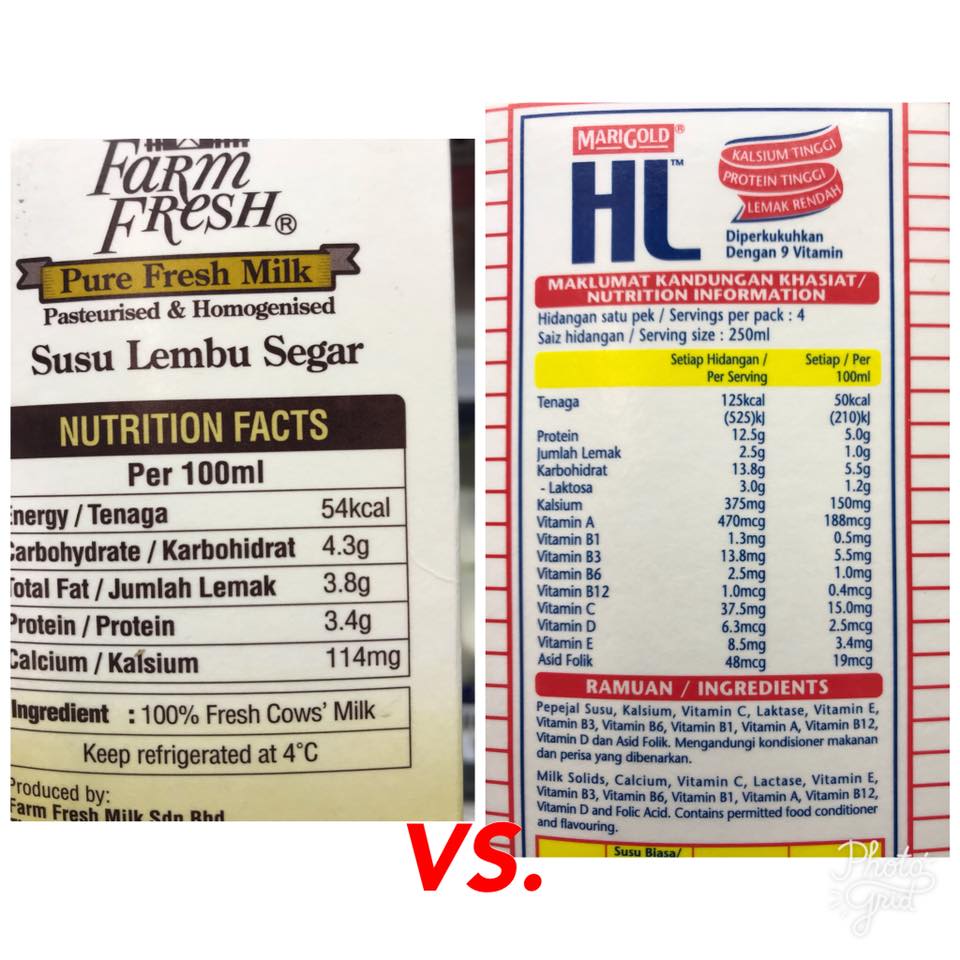 FARM
FRESH®
Pure Fresh Milk
Pasteurised & Homogenised
Susu Lembu Segar
NUTRITION FACTS
Per 100ml
Energy / Tenaga 54kcal
Carbohydrate / Karbohidrat 4.3g
Total Fat / Jumlah Lemak 3.8g
Protein / Protein 3.4g
Calcium / Kalsium 114mg
Ingredient : 100% Fresh Cows' Milk
Keep refrigerated at 4°C
Produced by:
Farm Fresh Milk Sdn Bhd
MARIGOLD®
HL™
KALSIUM TINGGI
PROTEIN TINGGI
LEMAK RENDAH
Diperkukuhkan
Dengan 9 Vitamin
MAKLUMAT KANDUNGAN KHASIAT/
NUTRITION INFORMATION
Hidangan satu pek / Servings per pack : 4
Saiz hidangan / Serving size : 250ml
Setiap Hidangan / Setiap / Per
Per Serving 100ml
Tenaga 125kcal 50kcal
(525)kJ (210)kJ
Protein 12.5g 5.0g
Jumlah Lemak 2.5g 1.0g
Karbohidrat 13.8g 5.5g
- Laktosa 3.0g 1.2g
Kalsium 375mg 150mg
Vitamin A 470mcg 188mcg
Vitamin B1 1.3mg 0.5mg
Vitamin B3 13.8mg 5.5mg
Vitamin B6 2.5mg 1.0mg
Vitamin B12 1.0mcg 0.4mcg
Vitamin C 37.5mg 15.0mg
Vitamin D 6.3mcg 2.5mcg
Vitamin E 8.5mg 3.4mg
Asid Folik 48mcg 19mcg
RAMUAN / INGREDIENTS
Pepejal Susu, Kalsium, Vitamin C, Laktase, Vitamin E,
Vitamin B3, Vitamin B6, Vitamin B1, Vitamin A, Vitamin B12,
Vitamin D dan Asid Folik. Mengandungi kondisioner makanan
dan perisa yang dibenarkan.
Milk Solids, Calcium, Vitamin C, Lactase, Vitamin E,
Vitamin B3, Vitamin B6, Vitamin B1, Vitamin A, Vitamin B12,
Vitamin D and Folic Acid. Contains permitted food conditioner
and flavouring.
Susu Biasa/
VS.
Photo
Grid